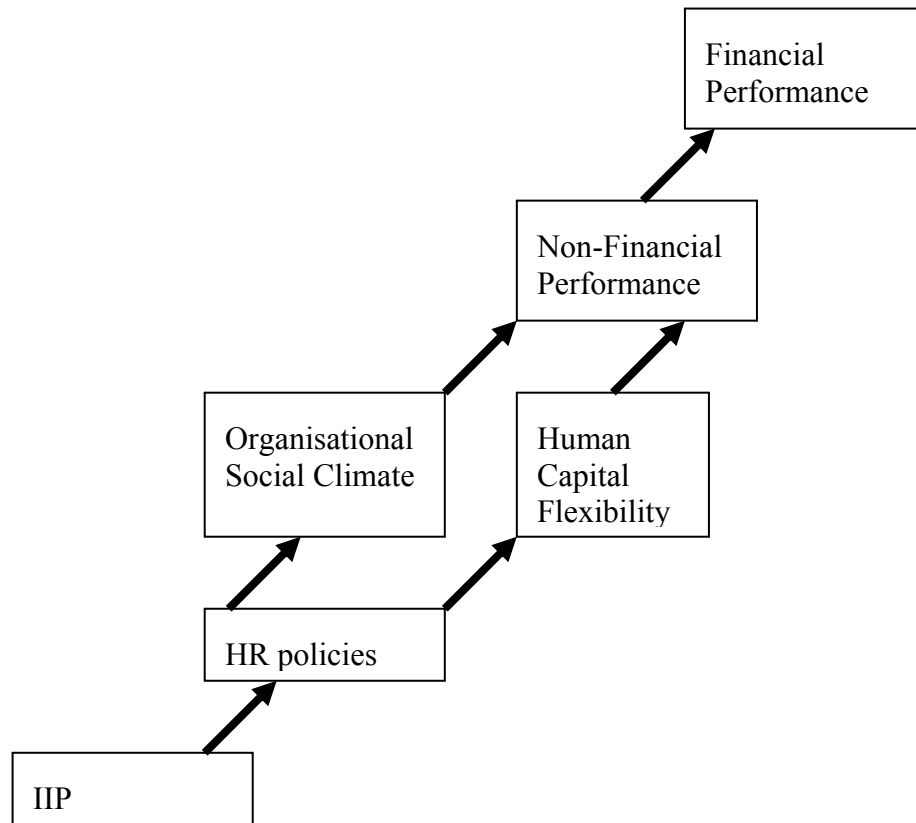 Financial
Performance
Non-Financial
Performance
Organisational
Social Climate
Human
Capital
Flexibility
HR policies
IIP